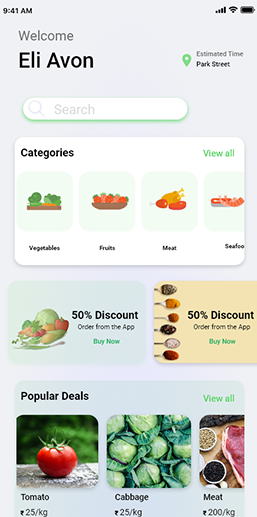 9:41 AM
Welcome
Eli Avon
Estimated Time
Park Street
Search
Categories
View all
Vegetables
Fruits
Meat
Seafoo
50% Discount
Order from the App
Buy Now
50% Discount
Order from the App
Buy Now
Popular Deals
View all
Tomato
Cabbage
Meat
₹ 25/kg
₹ 25/kg
₹ 200/kg